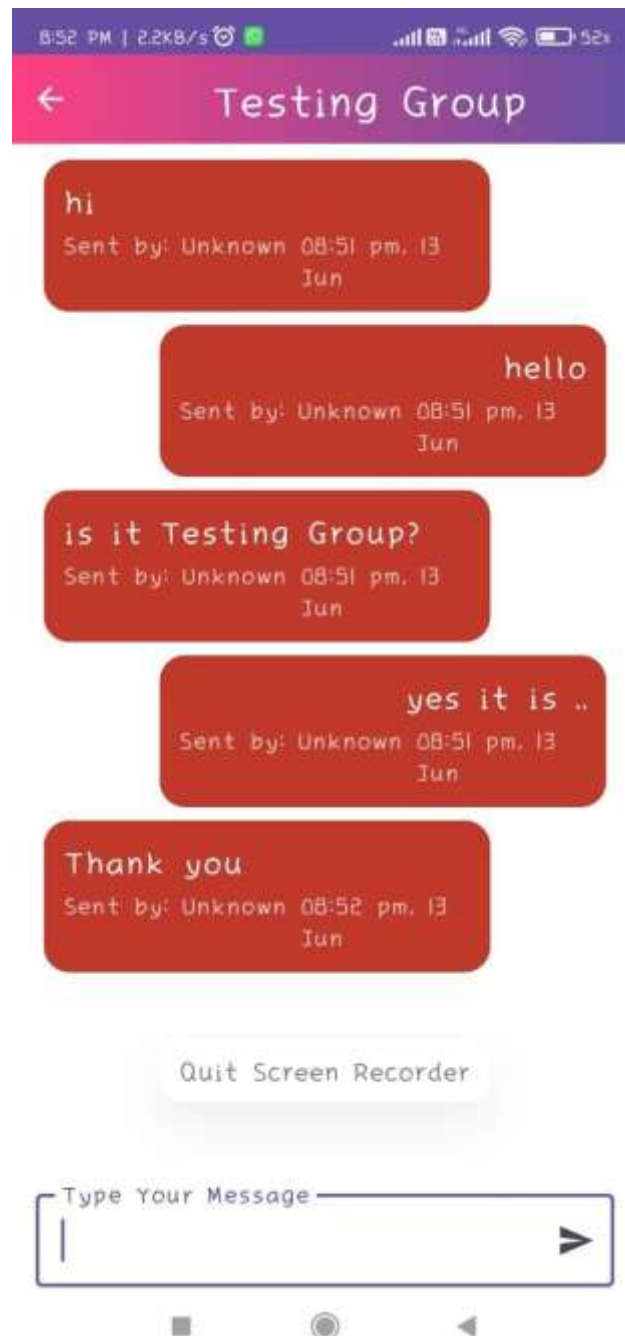 8:52 PM | 2.2KB/s 52%
Testing Group
hi
Sent by: Unknown 08:51 pm, 13
Jun
hello
Sent by: Unknown 08:51 pm, 13
Jun
is it Testing Group?
Sent by: Unknown 08:51 pm, 13
Jun
yes it is ..
Sent by: Unknown 08:51 pm, 13
Jun
Thank you
Sent by: Unknown 08:52 pm, 13
Jun
Quit Screen Recorder
Type Your Message